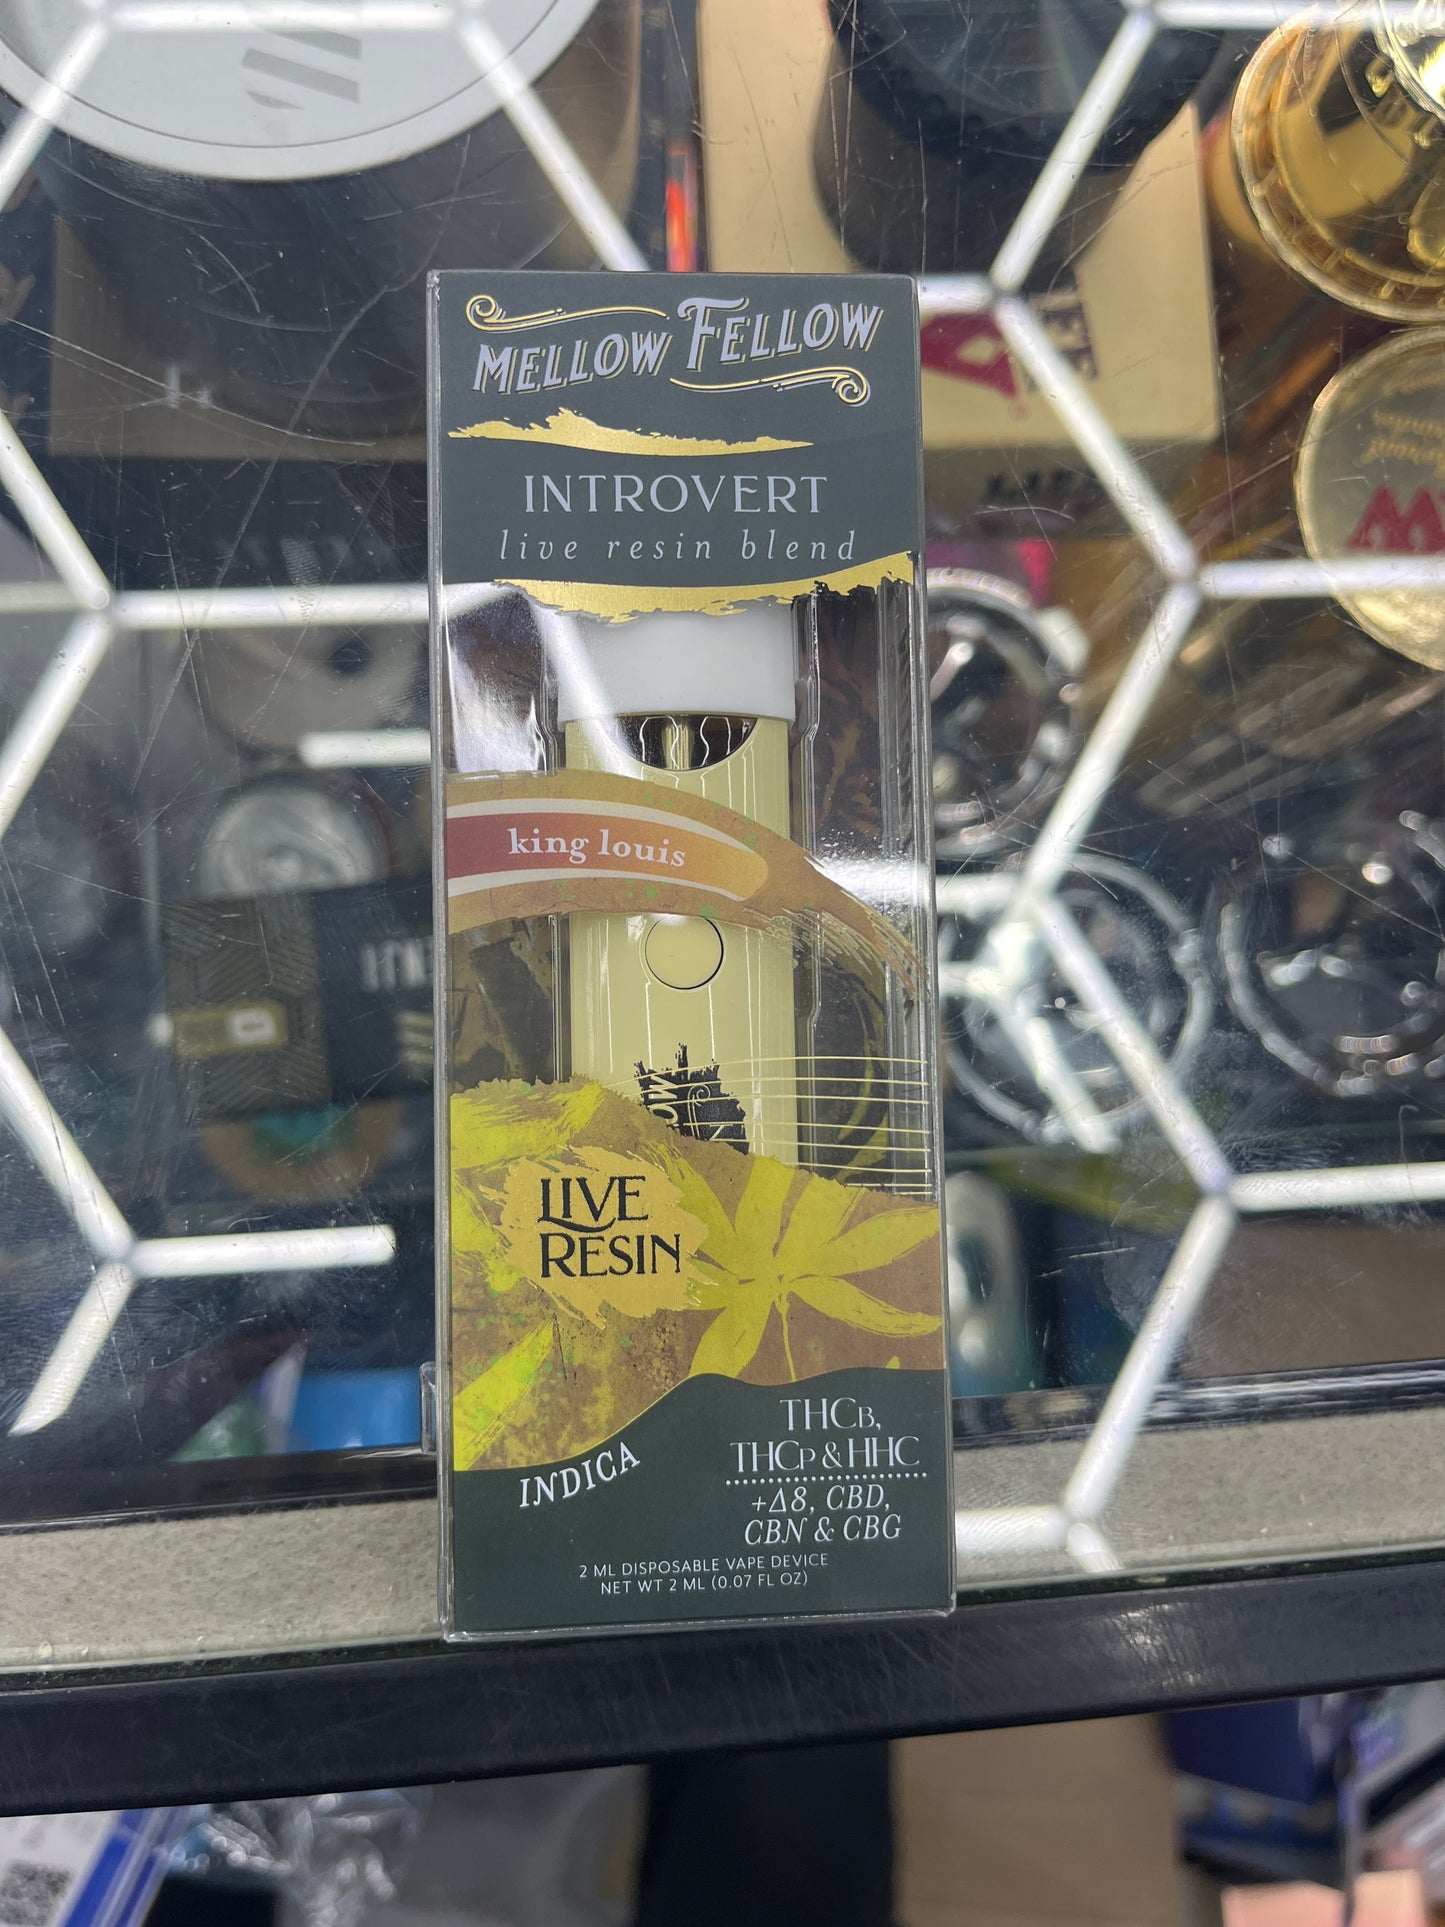 MELLOW FELLOW
INTROVERT
live resin blend
king louis
LIVE
RESIN
INDICA
THCB,
THCP & HHC
+Δ8, CBD,
CBN & CBG
2 ML DISPOSABLE VAPE DEVICE
NET WT 2 ML (0.07 FL OZ)